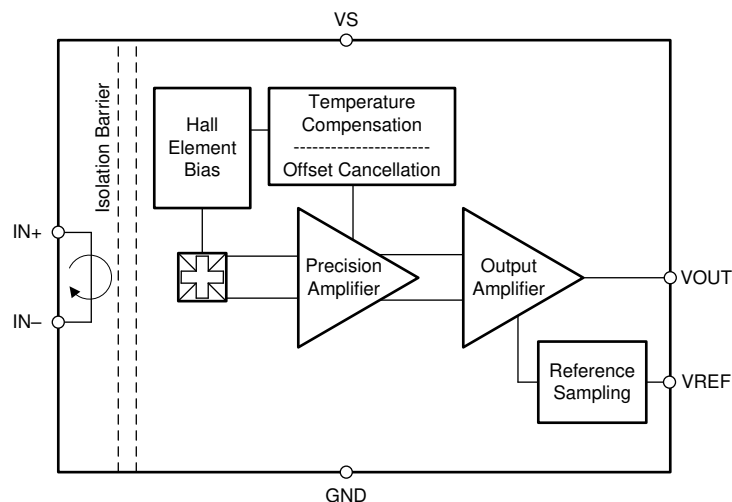 VS
Isolation Barrier
Hall
Element
Bias
Temperature
Compensation
Offset Cancellation
IN+
IN–
Precision
Amplifier
Output
Amplifier
VOUT
Reference
Sampling
VREF
GND